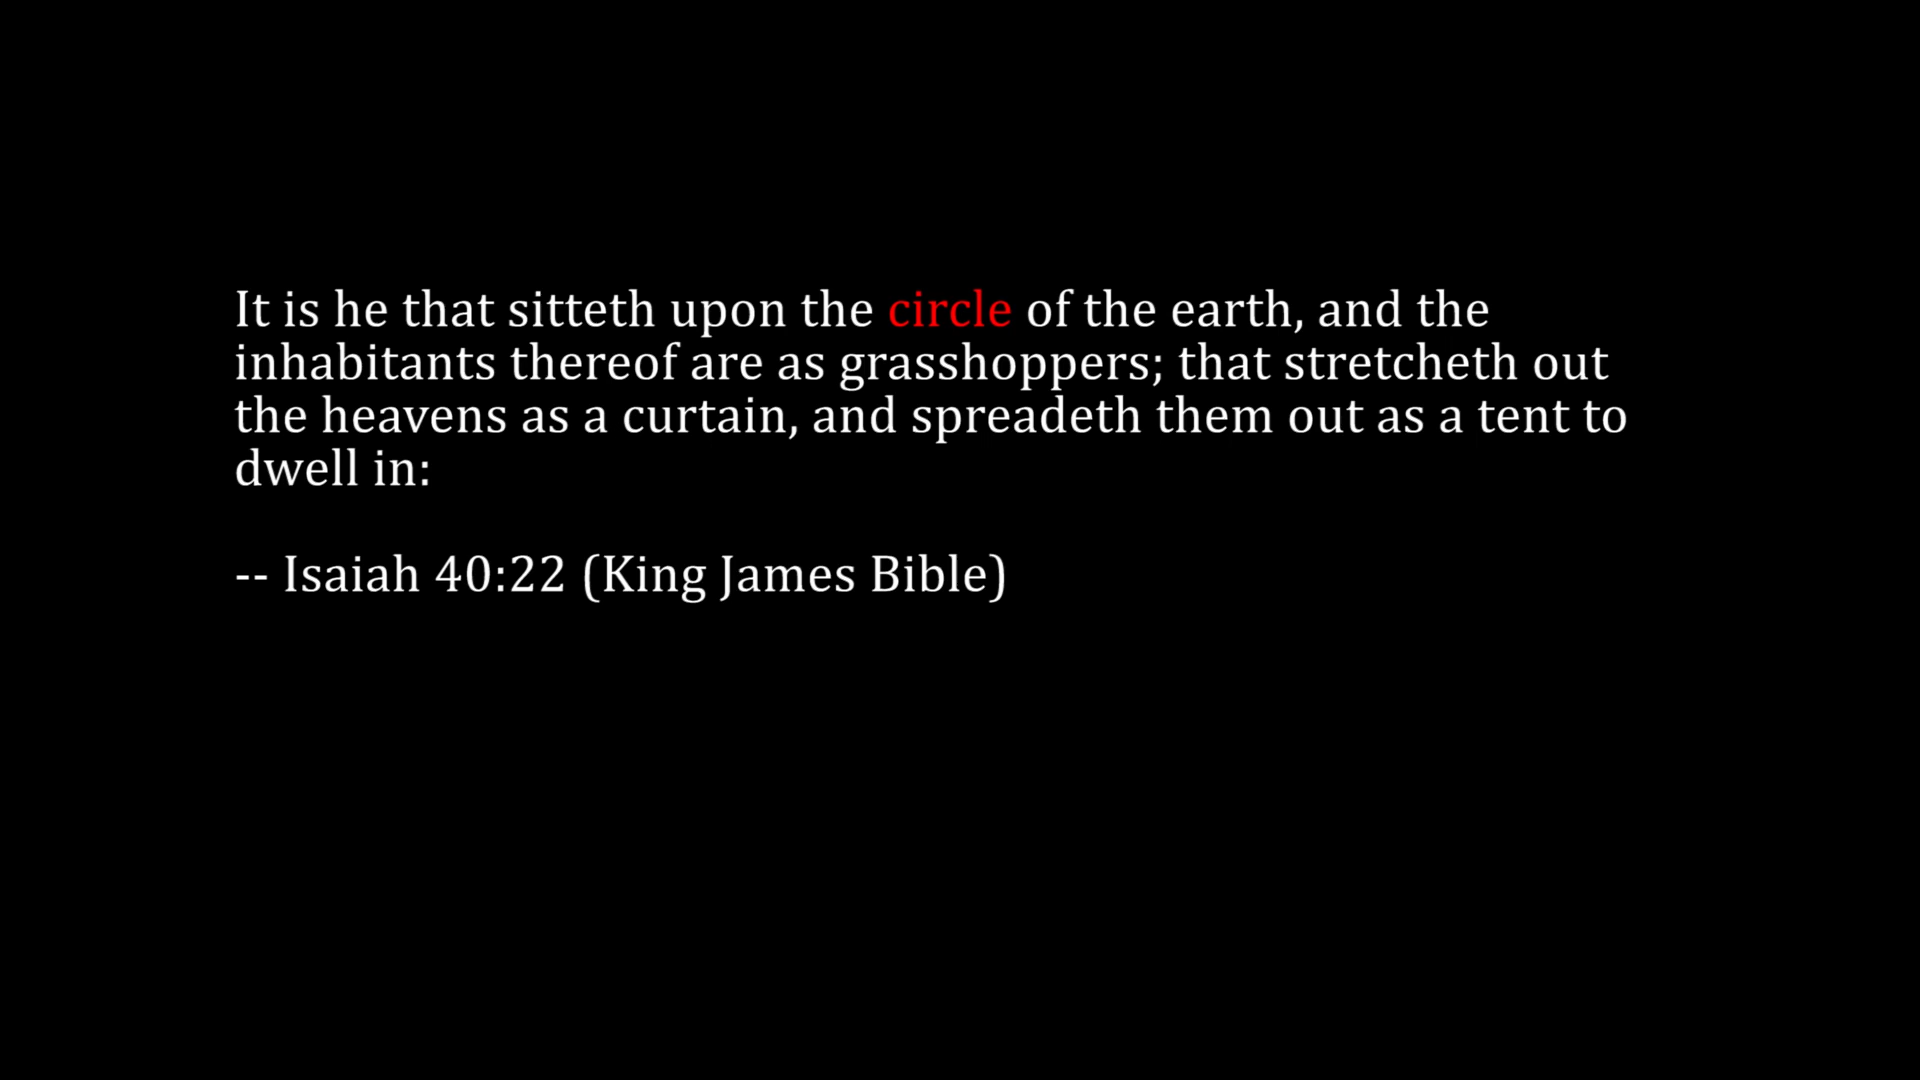 It is he that sitteth upon the circle of the earth, and the
inhabitants thereof are as grasshoppers; that stretcheth out
the heavens as a curtain, and spreadeth them out as a tent to
dwell in:
-- Isaiah 40:22 (King James Bible)